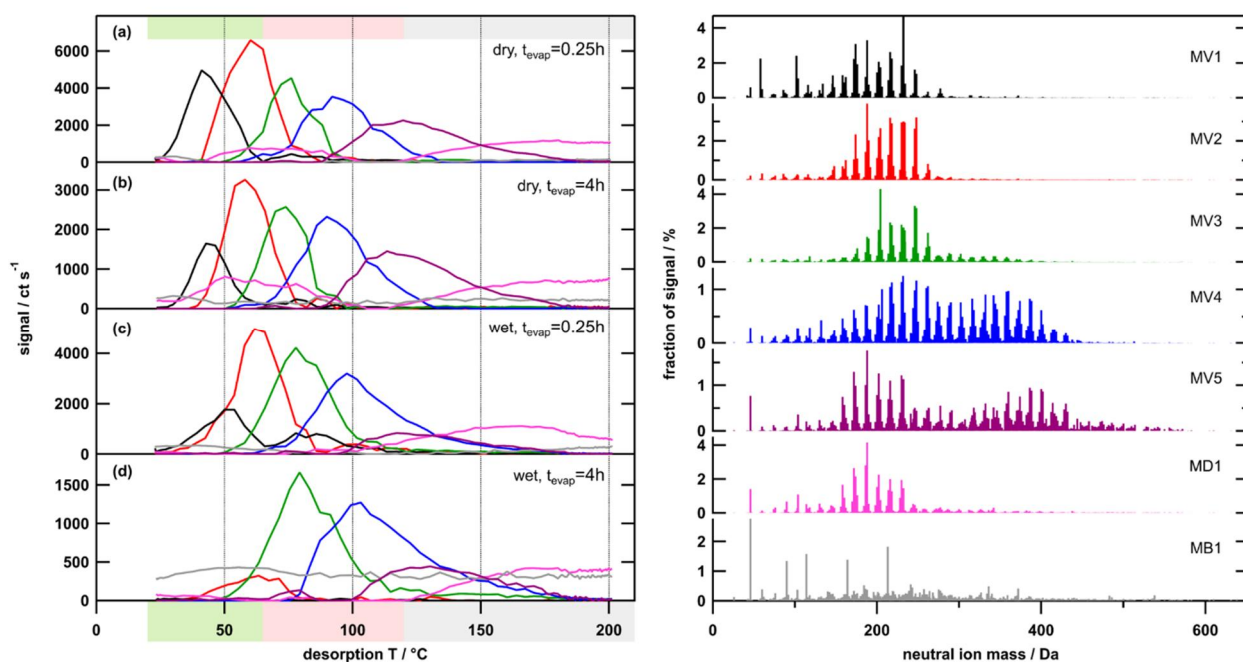 (a)
dry, tevap=0.25h
6000
4000
2000
0
(b)
dry, tevap=4h
3000
2000
1000
0
(c)
wet, tevap=0.25h
4000
2000
0
(d)
wet, tevap=4h
1500
1000
500
0
signal / ct s-1
0 50 100 150 200
desorption T / °C
4
2
0
MV1
2
0
MV2
4
2
0
MV3
1
0
MV4
1
0
MV5
4
2
0
MD1
2
1
0
MB1
fraction of signal / %
0 200 400 600
neutral ion mass / Da